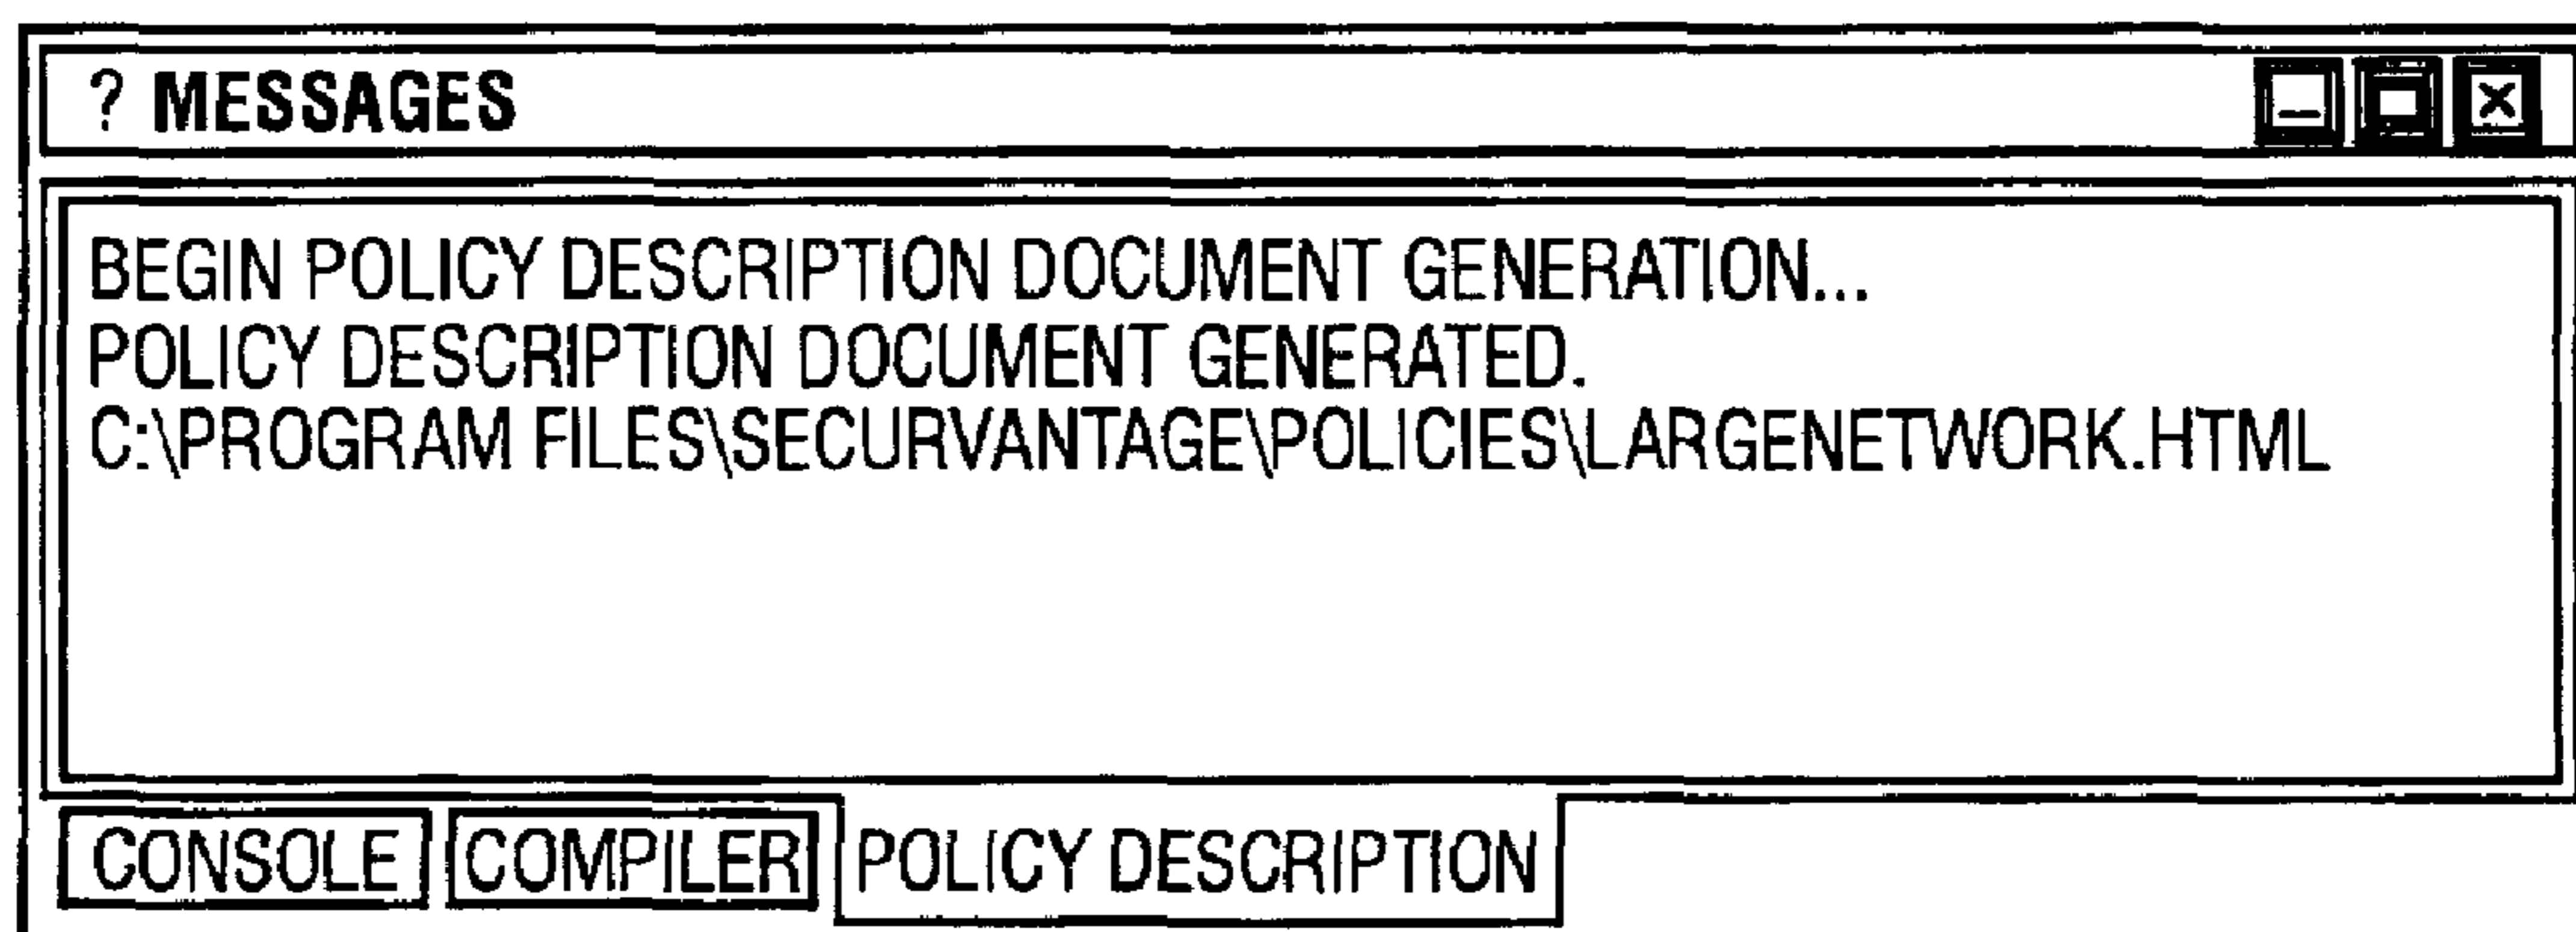 ? MESSAGES
BEGIN POLICY DESCRIPTION DOCUMENT GENERATION...
POLICY DESCRIPTION DOCUMENT GENERATED.
C:\PROGRAM FILES\SECURVANTAGE\POLICIES\LARGENETWORK.HTML
CONSOLE COMPILER POLICY DESCRIPTION